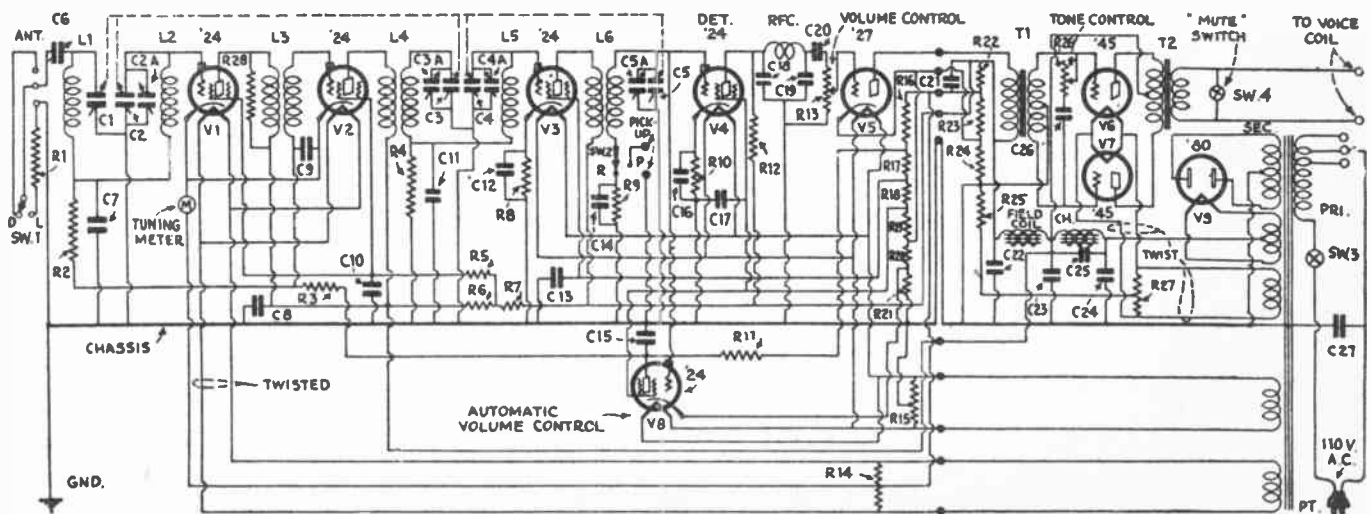 ANT.
C6
L1
L2
'24
L3
'24
L4
L5
'24
L6
DET.
'24
RFC.
C20
VOLUME CONTROL
'27
R22
T1
TONE CONTROL
R26
'45
T2
"MUTE"
SWITCH
TO VOICE
COIL
C2A
R28
C3A
C4A
C5A
C5
C18
C19
R16
C21
SW.4
C1
C2
V1
V2
C3
C4
V3
PICK-
UP
V4
R13
V5
R23
V6
V7
SEC.
R1
C9
R4
C11
C12
R8
SW.2
P
R
R9
R10
R12
R17
R24
C26
'80
D
L
SW.1
C7
TUNING
METER
M
C14
C16
C17
R18
R19
R25
FIELD
COIL
CH.
'45
V9
PRI.
R2
R3
C10
R5
R6
R7
C13
R20
R21
C22
C23
C25
C24
TWIST
R27
SW.3
C8
CHASSIS
C15
R11
C27
TWISTED
'24
AUTOMATIC
VOLUME CONTROL
V8
R15
GND.
R14
110 V.
A.C.
PT.